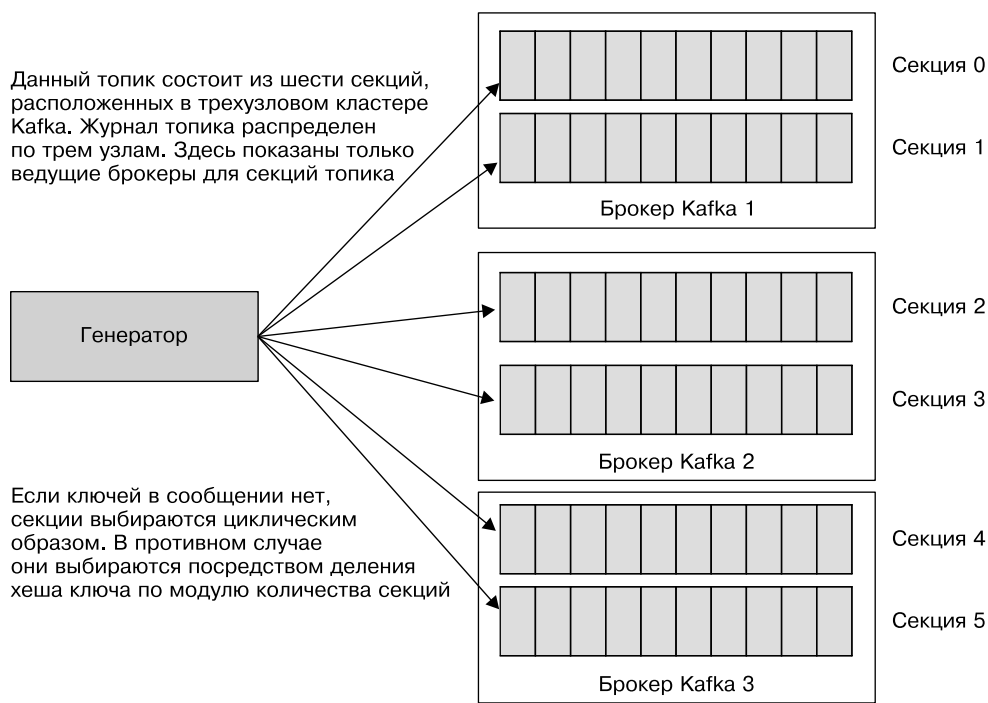 Данный топик состоит из шести секций,
расположенных в трехузловом кластере
Kafka. Журнал топика распределен
по трем узлам. Здесь показаны только
ведущие брокеры для секций топика
Секция 0
Секция 1
Брокер Kafka 1
Генератор
Секция 2
Секция 3
Брокер Kafka 2
Если ключей в сообщении нет,
секции выбираются циклическим
образом. В противном случае
они выбираются посредством деления
хеша ключа по модулю количества секций
Секция 4
Секция 5
Брокер Kafka 3